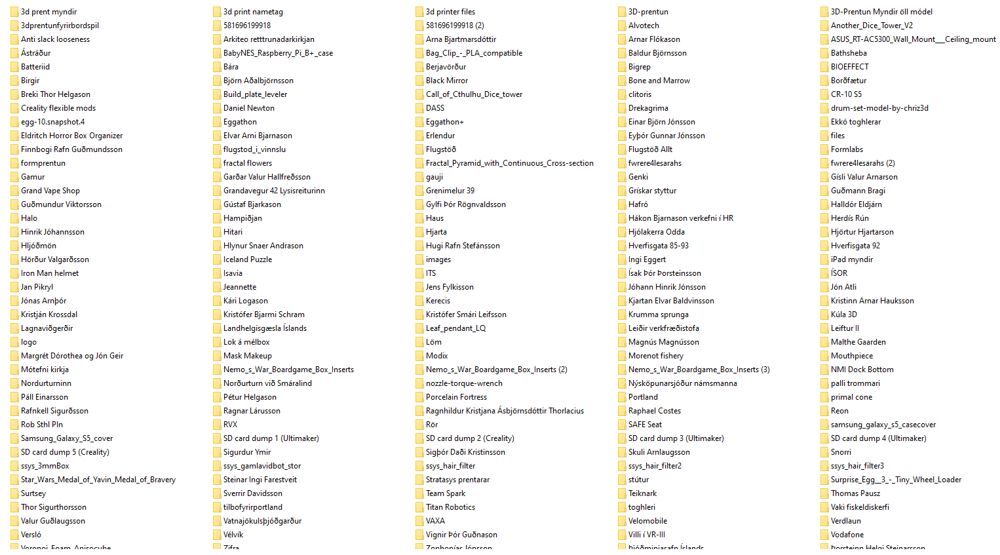 3d prent myndir 3d print nametag 3d printer files 3D-prentun 3D-Prentun Myndir öll módel
3dprentunfyrirbordspil 581696199918 581696199918 (2) Alvotech Another_Dice_Tower_V2
Anti slack looseness Arkiteo retttrunadarkirkjan Arna Bjartmarsdóttir Arnar Flókason ASUS_RT-AC5300_Wall_Mount___Ceiling_mount
Ástráður BabyNES_Raspberry_Pi_B+_case Bag_Clip_-_PLA_compatible Baldur Björnsson Bathsheba
Batteriid Bára Berjavörður Bigrep BIOEFFECT
Birgir Björn Aðalbjörnsson Black Mirror Bone and Marrow Borðfætur
Breki Thor Helgason Build_plate_leveler Call_of_Cthulhu_Dice_tower clitoris CR-10 S5
Creality flexible mods Daniel Newton DASS Drekagrima drum-set-model-by-chriz3d
egg-10.snapshot.4 Eggathon Eggathon+ Einar Björn Jónsson Ekkó toghlerar
Eldritch Horror Box Organizer Elvar Arni Bjarnason Erlendur Eyþór Gunnar Jónsson files
Finnbogi Rafn Guðmundsson flugstod_i_vinnslu Flugstöð Flugstöð Allt Formlabs
formprentun fractal flowers Fractal_Pyramid_with_Continuous_Cross-section fwrere4lesarahs fwrere4lesarahs (2)
Gamur Garðar Valur Hallfreðsson gauji Genki Gísli Valur Arnarson
Grand Vape Shop Grandavegur 42 Lysisreiturinn Grenimelur 39 Grískar styttur Guðmann Bragi
Guðmundur Viktorsson Gústaf Bjarkason Gylfi Þór Rögnvaldsson Hafró Halldór Eldjárn
Halo Hampiðjan Haus Hákon Bjarnason verkefni í HR Herdís Rún
Hinrik Jóhannsson Hitari Hjarta Hjólakerra Odda Hjörtur Hjartarson
Hljóðmön Hlynur Snaer Andrason Hugi Rafn Stefánsson Hverfisgata 85-93 Hverfisgata 92
Hörður Valgarðsson Iceland Puzzle images Ingi Eggert iPad myndir
Iron Man helmet Isavia ITS Ísak Þór Þorsteinsson ÍSOR
Jan Pikryl Jeannette Jens Fylkisson Jóhann Hinrik Jónsson Jón Atli
Jónas Arnþór Kári Logason Kerecis Kjartan Elvar Baldvinsson Kristinn Arnar Hauksson
Kristján Krossdal Kristófer Bjarmi Schram Kristófer Smári Leifsson Krumma sprunga Kúla 3D
Lagnaviðgerðir Landhelgisgæsla Íslands Leaf_pendant_LQ Leiðir verkfræðistofa Leiftur II
logo Lok á mélbox Löm Magnús Magnússon Malthe Gaarden
Margrét Dórothea og Jón Geir Mask Makeup Modix Morenot fishery Mouthpiece
Mótefni kirkja Nemo_s_War_Boardgame_Box_Inserts Nemo_s_War_Boardgame_Box_Inserts (2) Nemo_s_War_Boardgame_Box_Inserts (3) NMI Dock Bottom
Nordurturninn Norðurturn við Smáralind nozzle-torque-wrench Nýsköpunarsjóður námsmanna palli trommari
Páll Einarsson Pétur Helgason Porcelain Fortress Portland primal cone
Rafnkell Sigurðsson Ragnar Lárusson Ragnhildur Kristjana Ásbjörnsdóttir Thorlacius Raphael Costes Reon
Rob Sthl Pln RVX Rör SAFE Seat samsung_galaxy_s5_casecover
Samsung_Galaxy_S5_cover SD card dump 1 (Ultimaker) SD card dump 2 (Creality) SD card dump 3 (Ultimaker) SD card dump 4 (Ultimaker)
SD card dump 5 (Creality) Sigurdur Ymir Sigþór Daði Kristinsson Skuli Arnlaugsson Snorri
ssys_3mmBox ssys_gamlavidbot_stor ssys_hair_filter ssys_hair_filter2 ssys_hair_filter3
Star_Wars_Medal_of_Yavin_Medal_of_Bravery Steinar Ingi Farestveit Stratasys prentarar stútur Surprise_Egg__3_-_Tiny_Wheel_Loader
Surtsey Sverrir Davidsson Team Spark Teiknark Thomas Pausz
Thor Sigurthorsson tilbofyrirportland Titan Robotics toghleri Vaki fiskeldiskerfi
Valur Guðlaugsson Vatnajökulsþjóðgarður VAXA Velomobile Verdlaun
Versló Vélvík Vignir Þór Guðnason Villi í VR-III Vodafone
Voronoi_Foam_Anisocube Zifra Zophonías Jónsson Þjóðminjasafn Íslands Þorsteinn Helgi Steinarsson